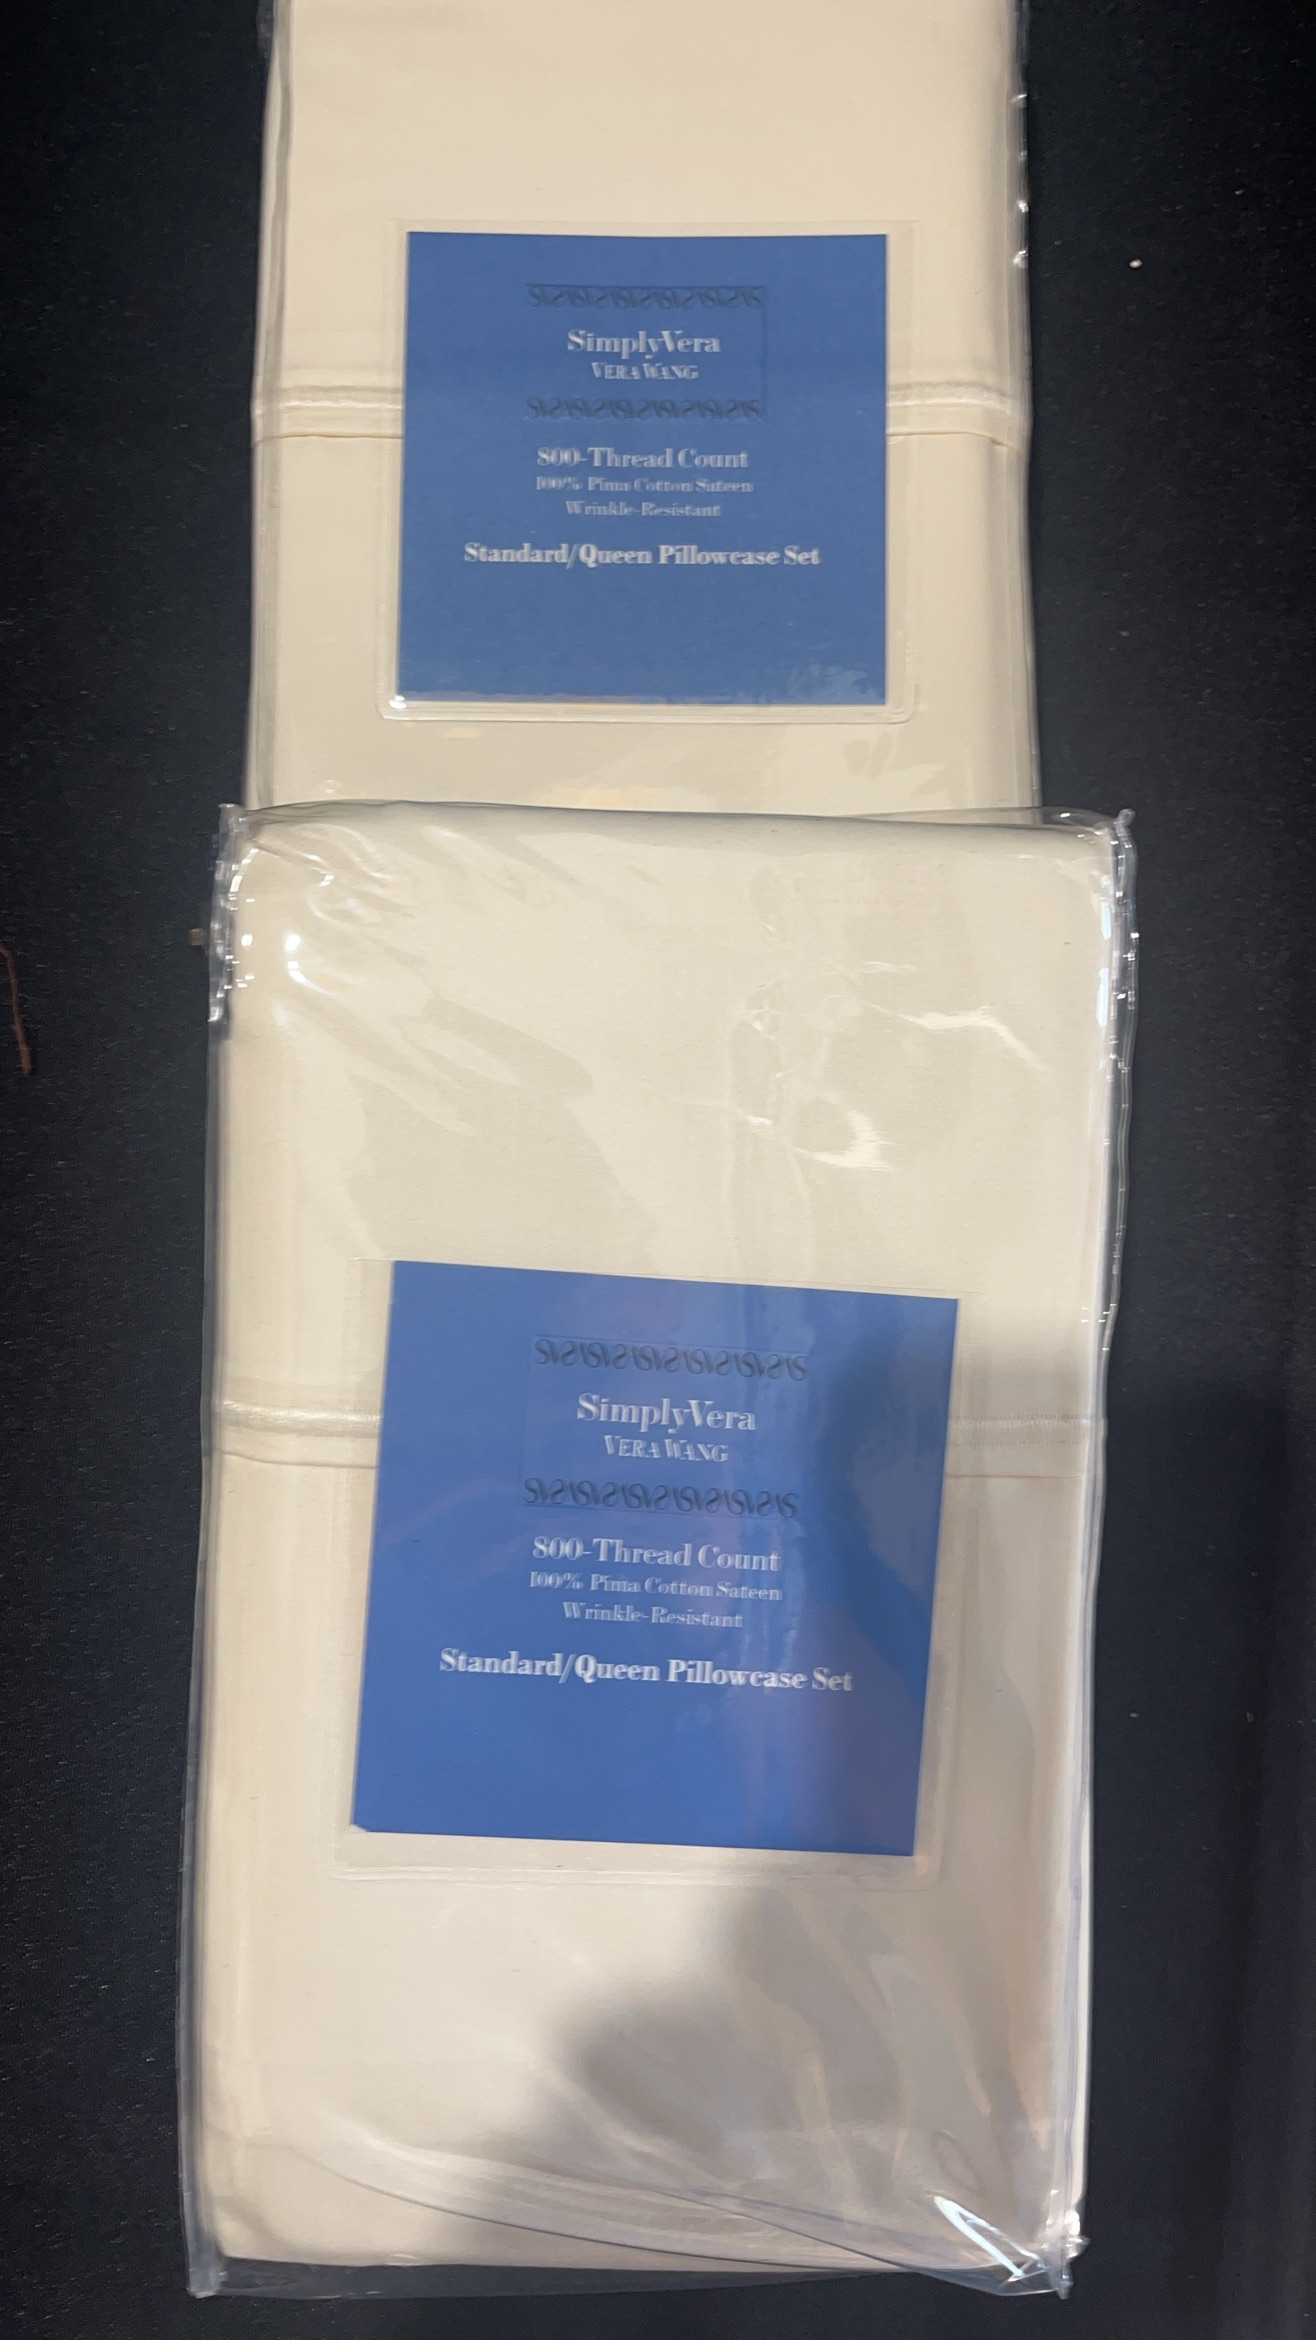 SimplyVera
VERA WANG
800-Thread Count
100% Pima Cotton Sateen
Wrinkle-Resistant
Standard/Queen Pillowcase Set
SimplyVera
VERA WANG
800-Thread Count
100% Pima Cotton Sateen
Wrinkle-Resistant
Standard/Queen Pillowcase Set